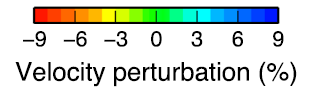 −9 −6 −3 0 3 6 9
Velocity perturbation (%)